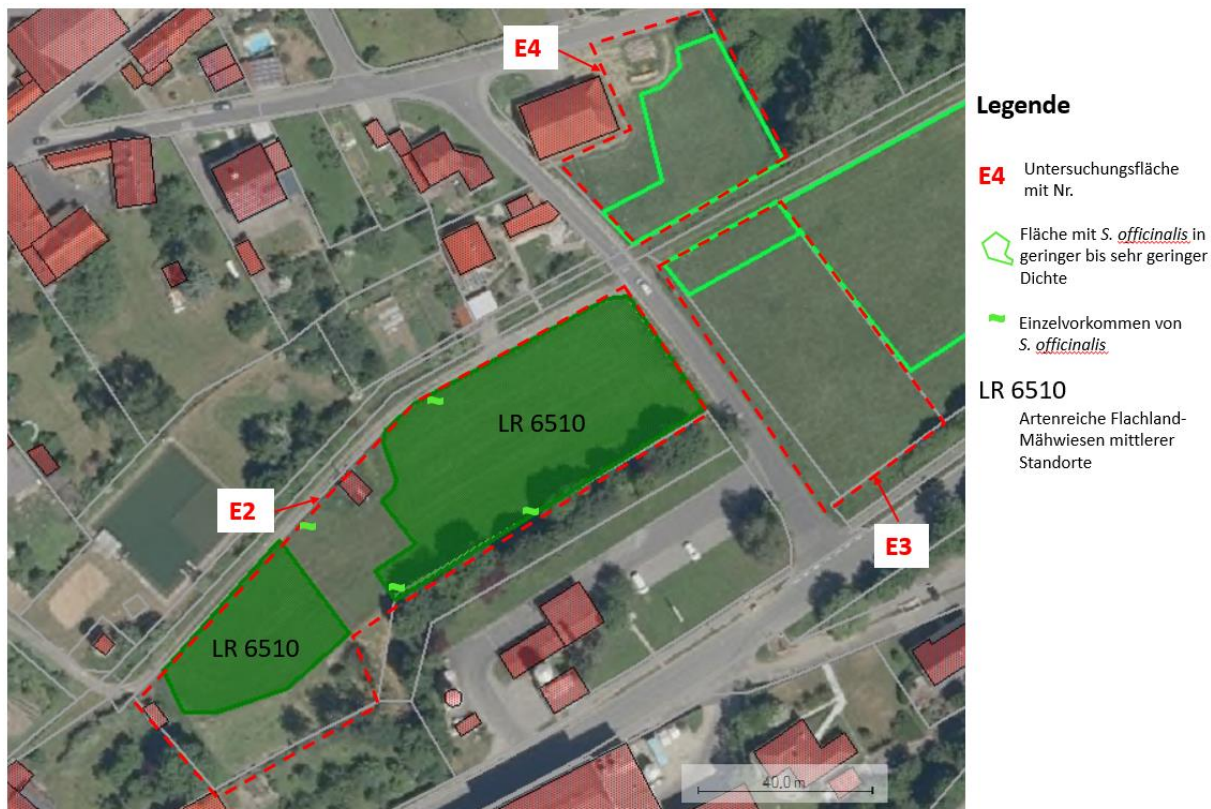 E4
LR 6510
E2
E3
LR 6510
40,0 m
Legende
E4 Untersuchungsfläche
mit Nr.
Fläche mit S. officinalis in
geringer bis sehr geringer
Dichte
Einzelvorkommen von
S. officinalis
LR 6510
Artenreiche Flachland-
Mähwiesen mittlerer
Standorte